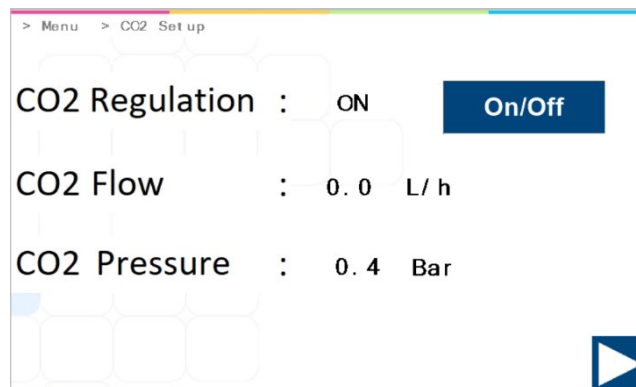 > Menu > CO2 Setup
CO2 Regulation : ON On/Off
CO2 Flow : 0.0 L/h
CO2 Pressure : 0.4 Bar